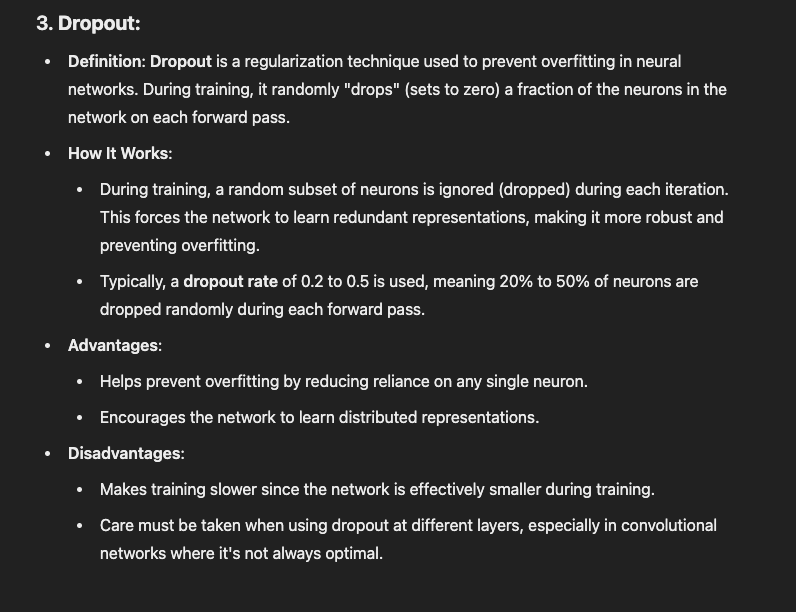 3. Dropout:
• Definition: Dropout is a regularization technique used to prevent overfitting in neural
networks. During training, it randomly "drops" (sets to zero) a fraction of the neurons in the
network on each forward pass.
• How It Works:
• During training, a random subset of neurons is ignored (dropped) during each iteration.
This forces the network to learn redundant representations, making it more robust and
preventing overfitting.
• Typically, a dropout rate of 0.2 to 0.5 is used, meaning 20% to 50% of neurons are
dropped randomly during each forward pass.
• Advantages:
• Helps prevent overfitting by reducing reliance on any single neuron.
• Encourages the network to learn distributed representations.
• Disadvantages:
• Makes training slower since the network is effectively smaller during training.
• Care must be taken when using dropout at different layers, especially in convolutional
networks where it's not always optimal.